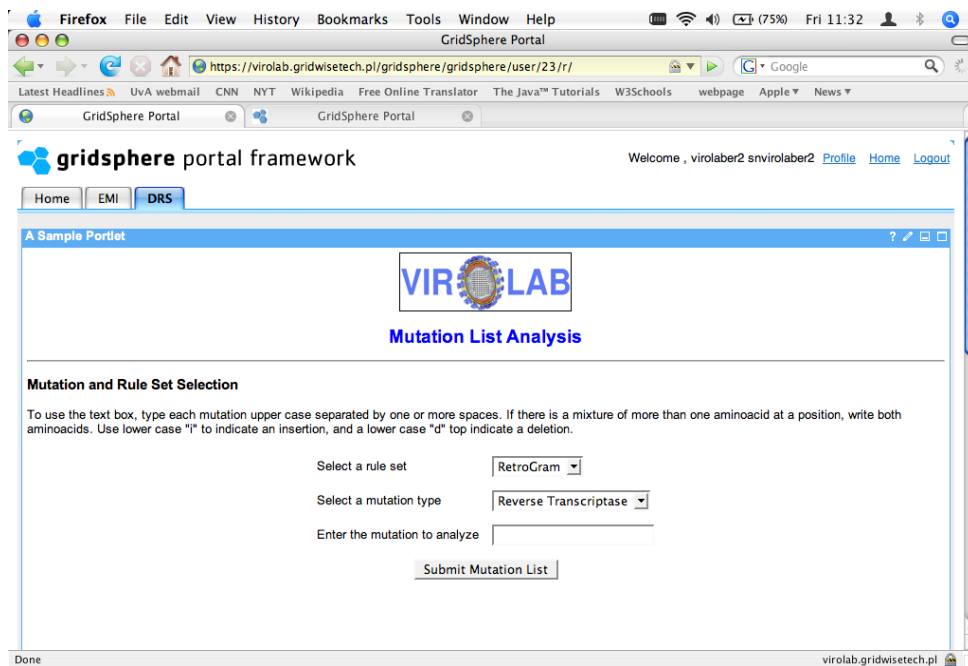 Firefox File Edit View History Bookmarks Tools Window Help (75%) Fri 11:32
GridSphere Portal
https://virolab.gridwisetech.pl/gridsphere/gridsphere/user/23/r/ G Google
Latest Headlines UvA webmail CNN NYT Wikipedia Free Online Translator The Java™ Tutorials W3Schools webpage Apple News
GridSphere Portal GridSphere Portal
gridsphere portal framework
Welcome , virolaber2 snvirolaber2 Profile Home Logout
Home EMI DRS
A Sample Portlet ?
VIROLAB
Mutation List Analysis
Mutation and Rule Set Selection
To use the text box, type each mutation upper case separated by one or more spaces. If there is a mixture of more than one aminoacid at a position, write both
aminoacids. Use lower case "i" to indicate an insertion, and a lower case "d" top indicate a deletion.
Select a rule set RetroGram
Select a mutation type Reverse Transcriptase
Enter the mutation to analyze
Submit Mutation List
Done virolab.gridwisetech.pl